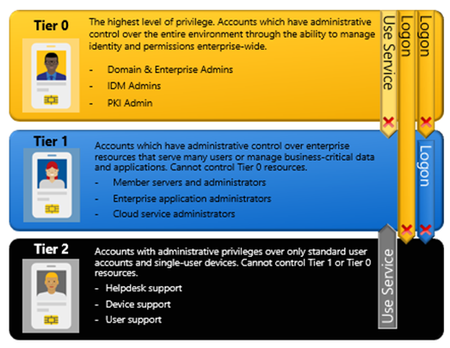 Tier 0
The highest level of privilege. Accounts which have administrative
control over the entire environment through the ability to manage
identity and permissions enterprise-wide.
- Domain & Enterprise Admins
- IDM Admins
- PKI Admin
Use Service
Logon
Logon
Tier 1
Accounts which have administrative control over enterprise
resources that serve many users or manage business-critical data
and applications. Cannot control Tier 0 resources.
- Member servers and administrators
- Enterprise application administrators
- Cloud service administrators
Logon
Tier 2
Accounts with administrative privileges over only standard user
accounts and single-user devices. Cannot control Tier 1 or Tier 0
resources.
- Helpdesk support
- Device support
- User support
Use Service